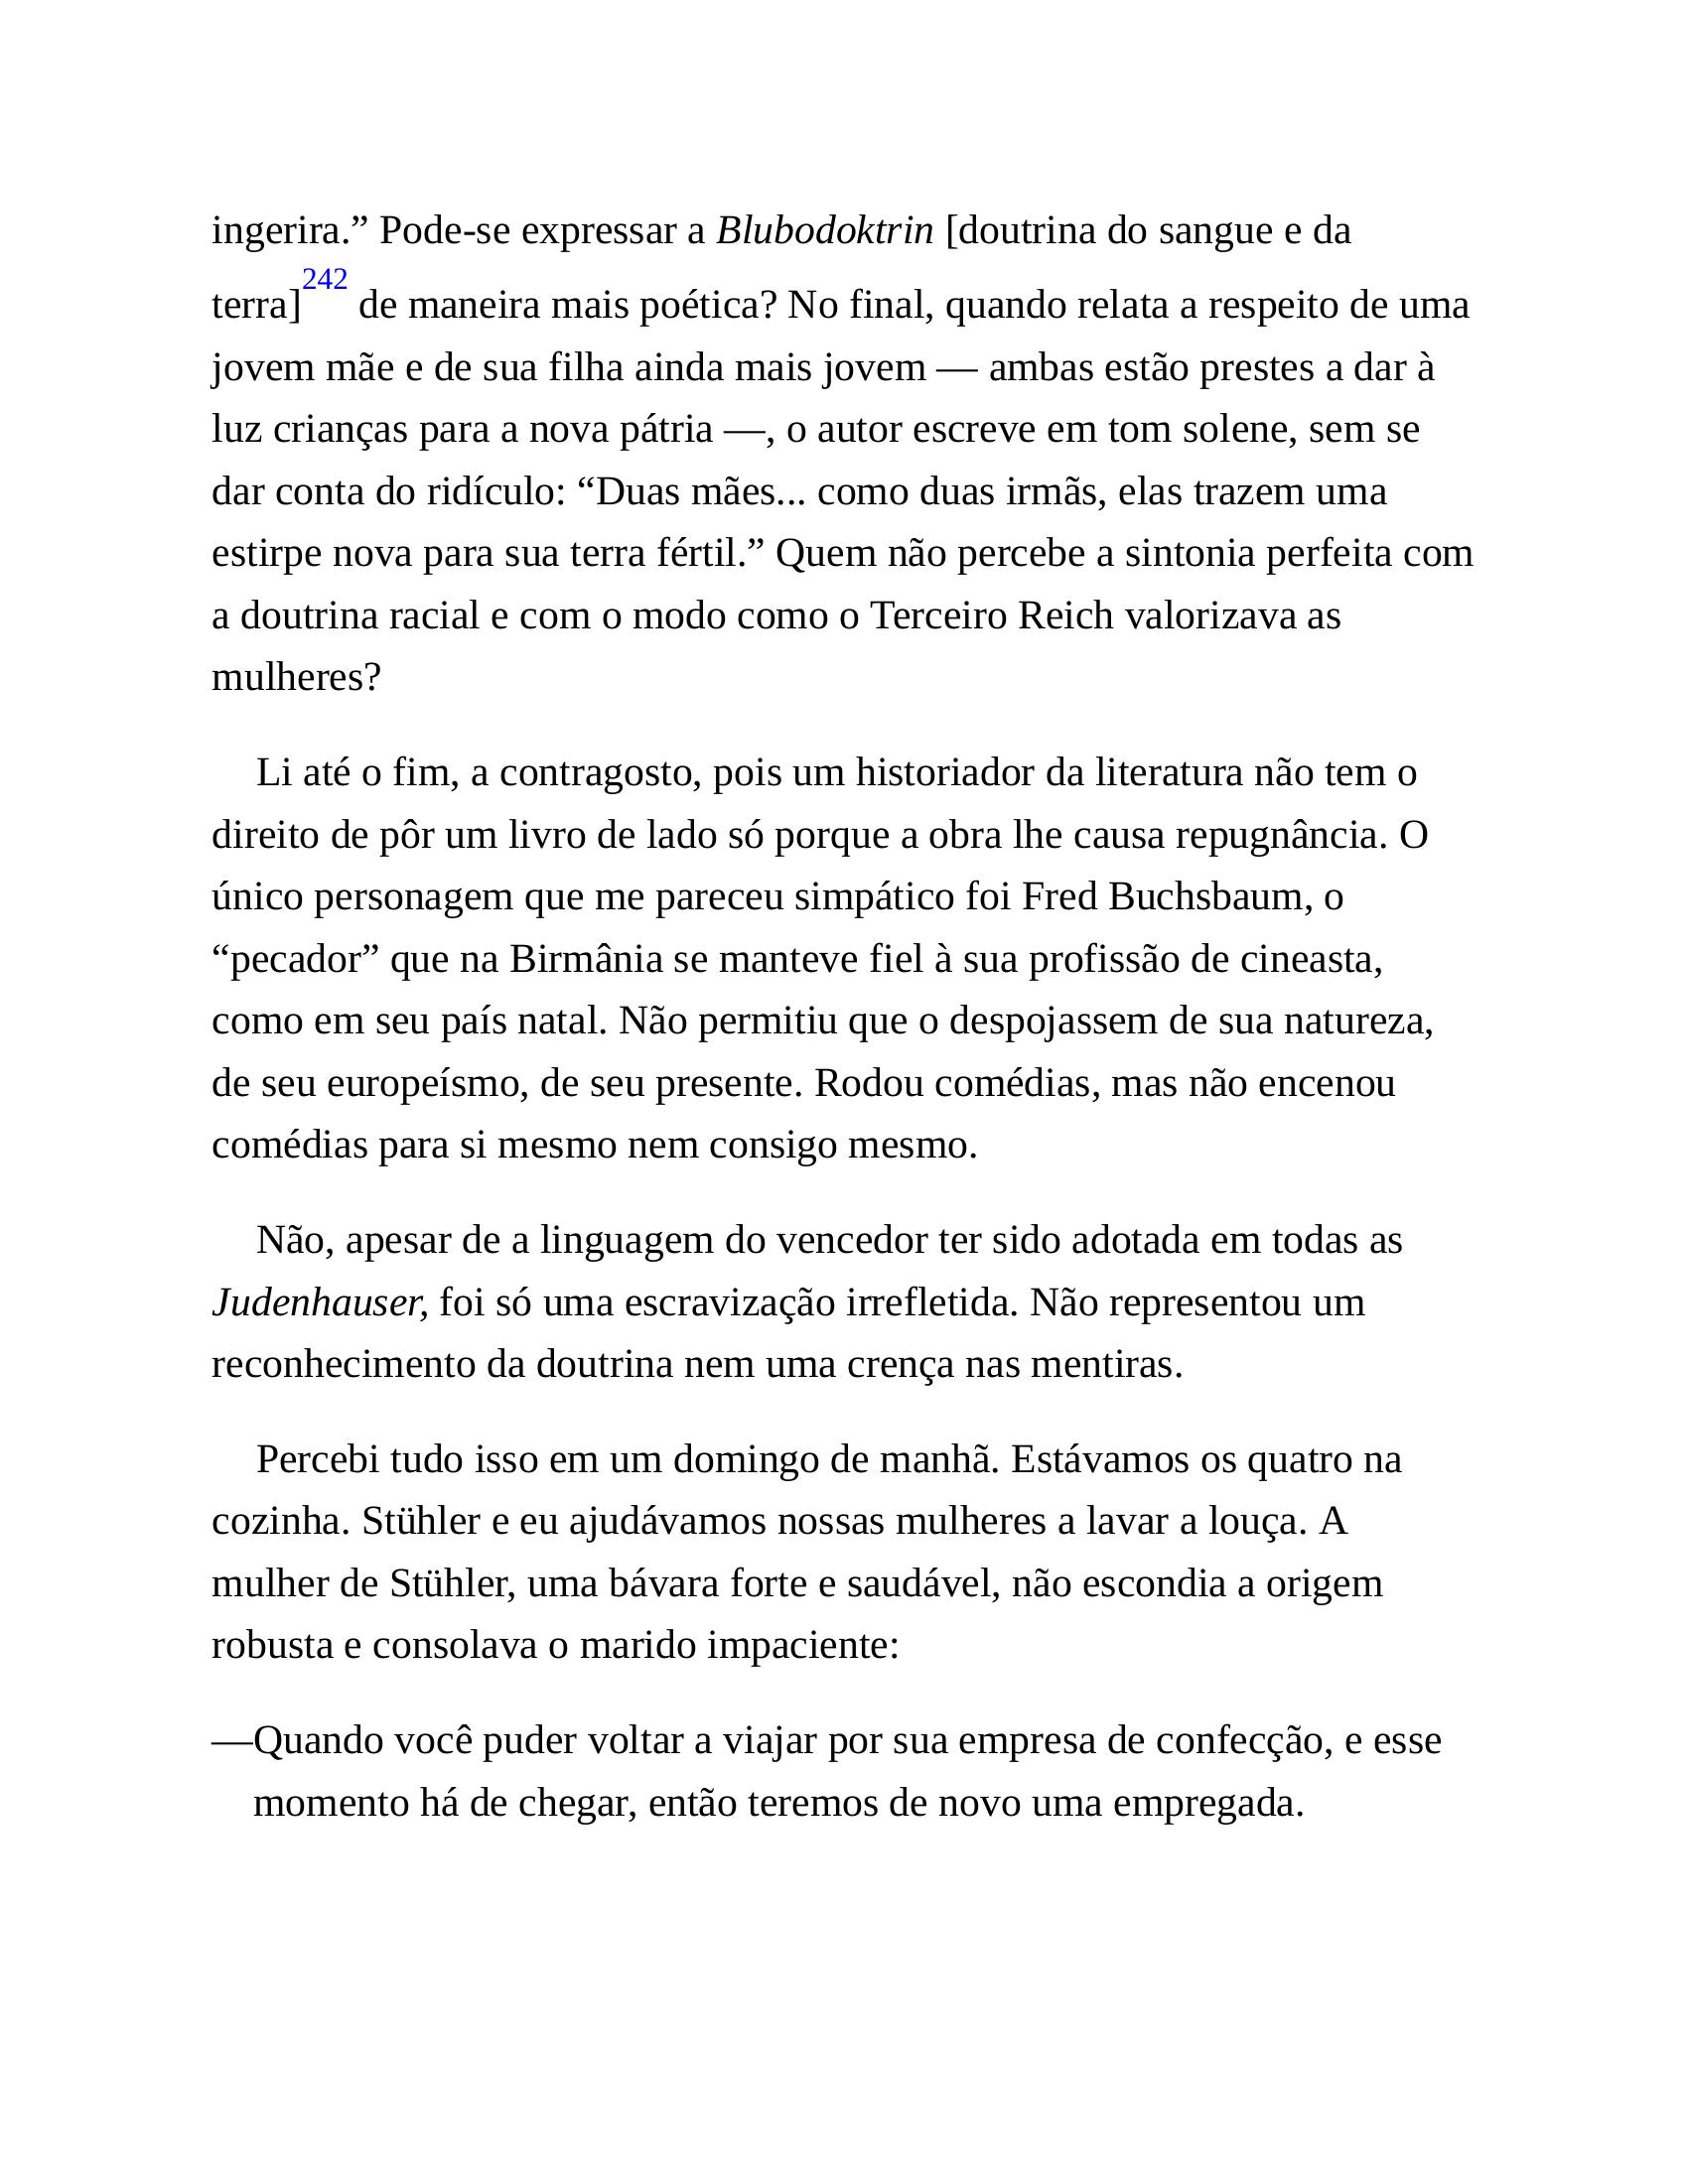 ingerira.” Pode-se expressar a Blubodoktrin [doutrina do sangue e da
terra]242 de maneira mais poética? No final, quando relata a respeito de uma
jovem mãe e de sua filha ainda mais jovem — ambas estão prestes a dar à
luz crianças para a nova pátria —, o autor escreve em tom solene, sem se
dar conta do ridículo: “Duas mães... como duas irmãs, elas trazem uma
estirpe nova para sua terra fértil.” Quem não percebe a sintonia perfeita com
a doutrina racial e com o modo como o Terceiro Reich valorizava as
mulheres?
Li até o fim, a contragosto, pois um historiador da literatura não tem o
direito de pôr um livro de lado só porque a obra lhe causa repugnância. O
único personagem que me pareceu simpático foi Fred Buchsbaum, o
“pecador” que na Birmânia se manteve fiel à sua profissão de cineasta,
como em seu país natal. Não permitiu que o despojassem de sua natureza,
de seu europeísmo, de seu presente. Rodou comédias, mas não encenou
comédias para si mesmo nem consigo mesmo.
Não, apesar de a linguagem do vencedor ter sido adotada em todas as
Judenhauser, foi só uma escravização irrefletida. Não representou um
reconhecimento da doutrina nem uma crença nas mentiras.
Percebi tudo isso em um domingo de manhã. Estávamos os quatro na
cozinha. Stühler e eu ajudávamos nossas mulheres a lavar a louça. A
mulher de Stühler, uma bávara forte e saudável, não escondia a origem
robusta e consolava o marido impaciente:
—Quando você puder voltar a viajar por sua empresa de confecção, e esse
momento há de chegar, então teremos de novo uma empregada.